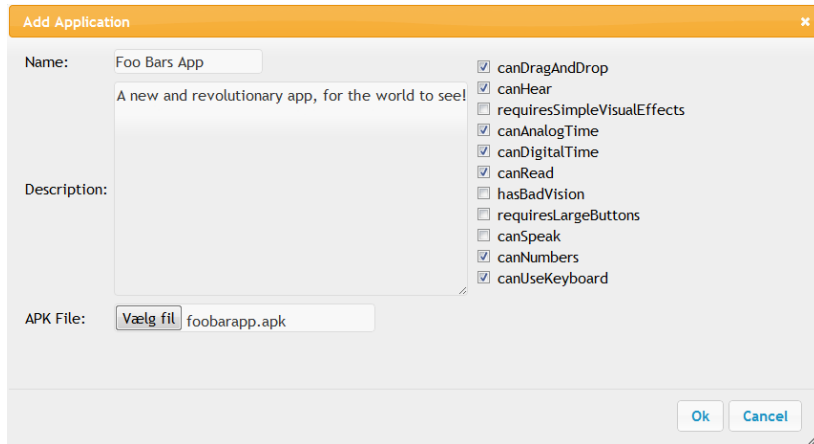 Add Application
Name:
Foo Bars App
Description:
A new and revolutionary app, for the world to see!
APK File:
Vælg fil
foobarapp.apk
canDragAndDrop
canHear
requiresSimpleVisualEffects
canAnalogTime
canDigitalTime
canRead
hasBadVision
requiresLargeButtons
canSpeak
canNumbers
canUseKeyboard
Ok
Cancel